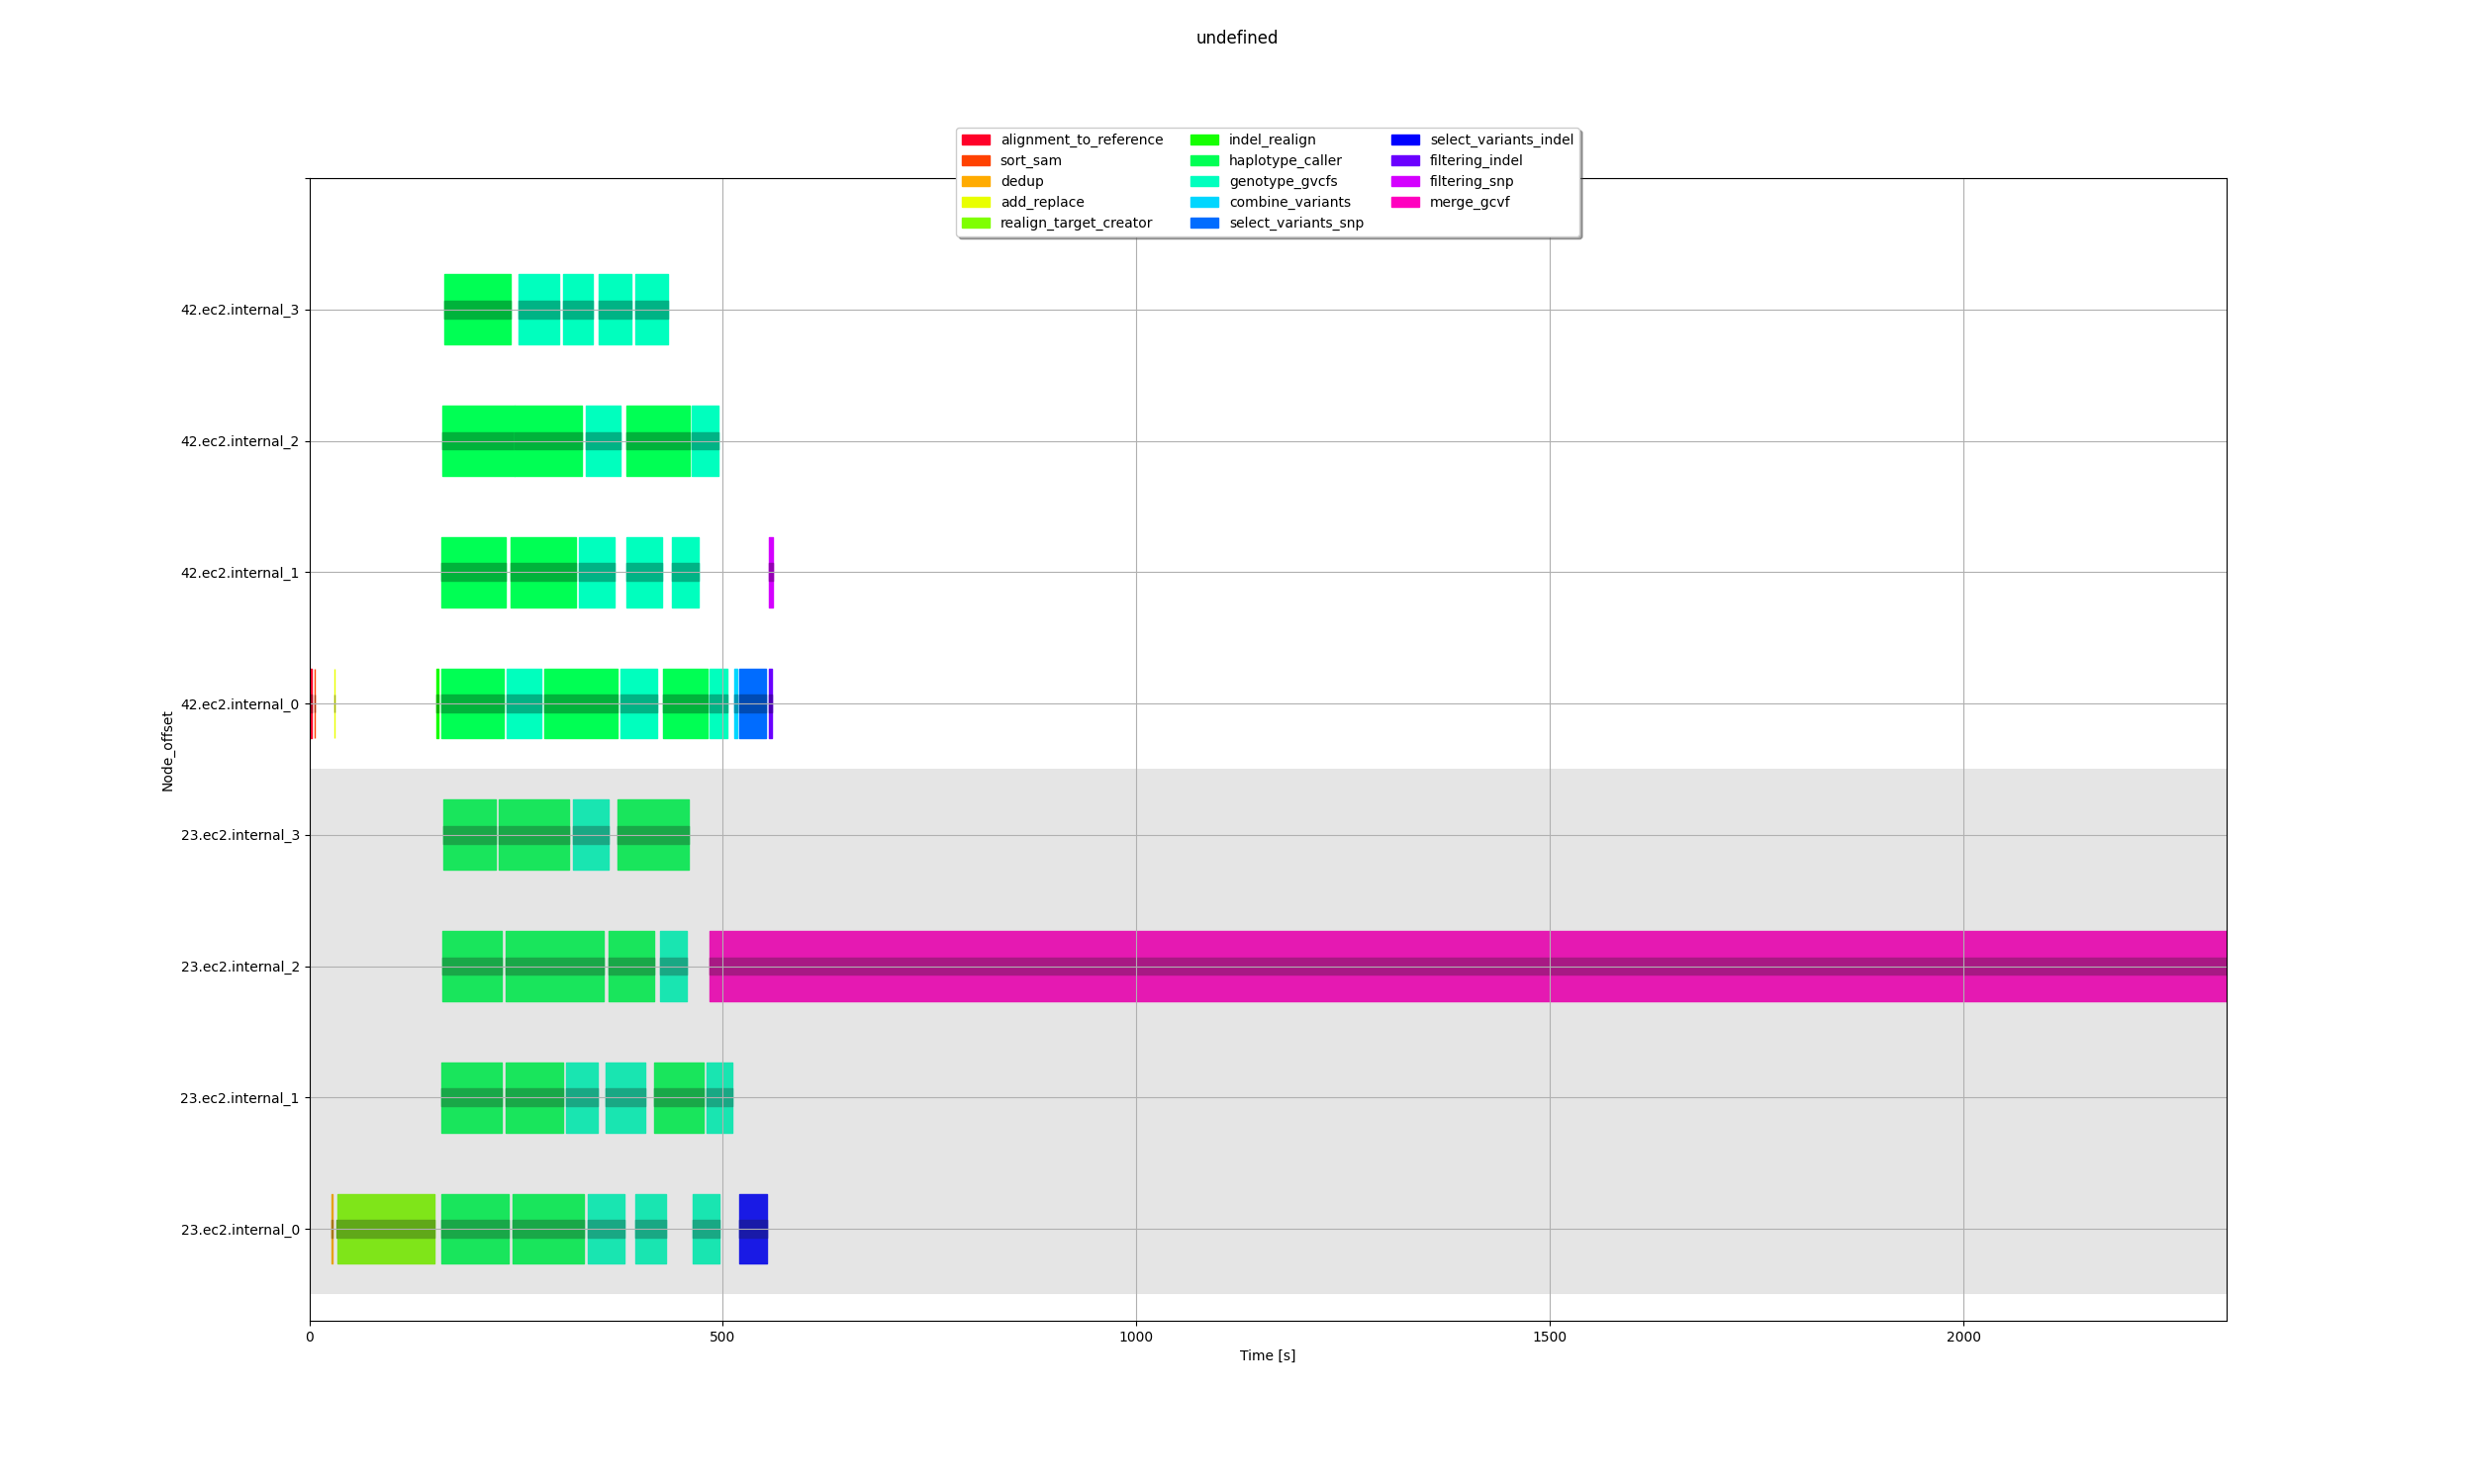 undefined
alignment_to_reference
sort_sam
dedup
add_replace
realign_target_creator
indel_realign
haplotype_caller
genotype_gvcfs
combine_variants
select_variants_snp
select_variants_indel
filtering_indel
filtering_snp
merge_gcvf
42.ec2.internal_3
42.ec2.internal_2
42.ec2.internal_1
42.ec2.internal_0
23.ec2.internal_3
23.ec2.internal_2
23.ec2.internal_1
23.ec2.internal_0
Node_offset
0 500 1000 1500 2000
Time [s]